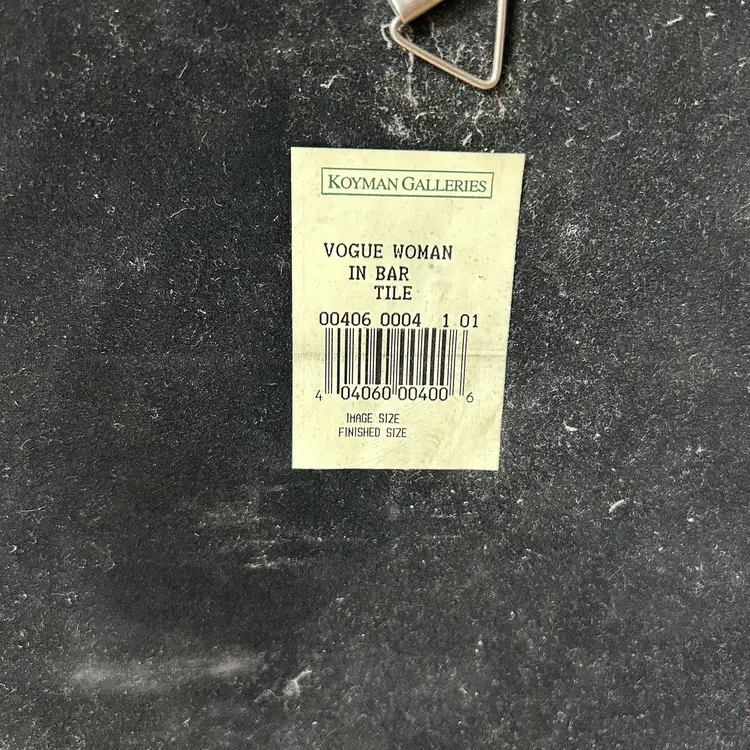 KOYMAN GALLERIES
VOGUE WOMAN
IN BAR
TILE
00406 0004 1 01
4 04060 00400 6
IMAGE SIZE
FINISHED SIZE